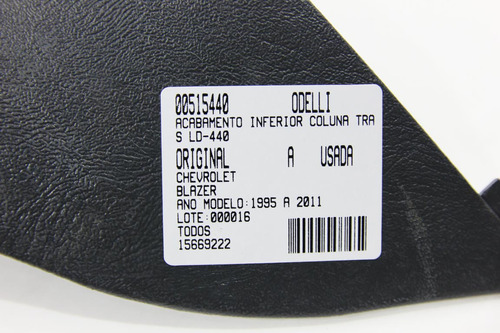 00515440 ODELLI
ACABAMENTO INFERIOR COLUNA TRA
S LD-440
ORIGINAL A USADA
CHEVROLET
BLAZER
ANO MODELO:1995 A 2011
LOTE:000016
TODOS
15669222